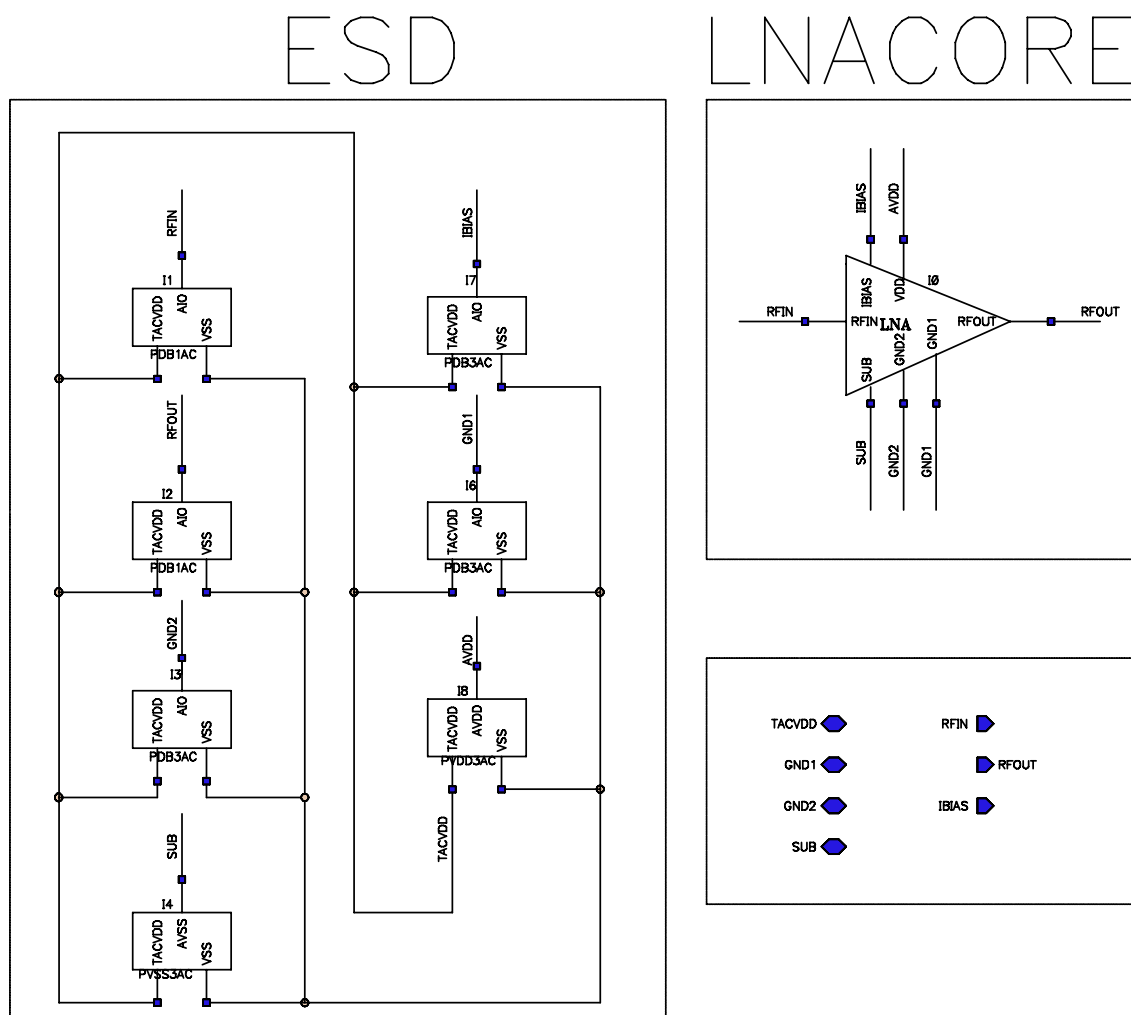 ESD
LNACORE
RFIN
I1
TACVDD
AIO
VSS
PDB1AC
IBIAS
I7
TACVDD
AIO
VSS
PDB3AC
RFOUT
I2
TACVDD
AIO
VSS
PDB1AC
GND1
I6
TACVDD
AIO
VSS
PDB3AC
GND2
I3
TACVDD
AIO
VSS
PDB3AC
AVDD
I8
TACVDD
AVDD
VSS
PVDD3AC
TACVDD
SUB
I4
TACVDD
AVSS
VSS
PVSS3AC
IBIAS
AVDD
I0
IBIAS
VDD
RFIN
RFIN
LNA
RFOUT
RFOUT
SUB
GND2
GND1
SUB
GND2
GND1
TACVDD
RFIN
GND1
RFOUT
GND2
IBIAS
SUB